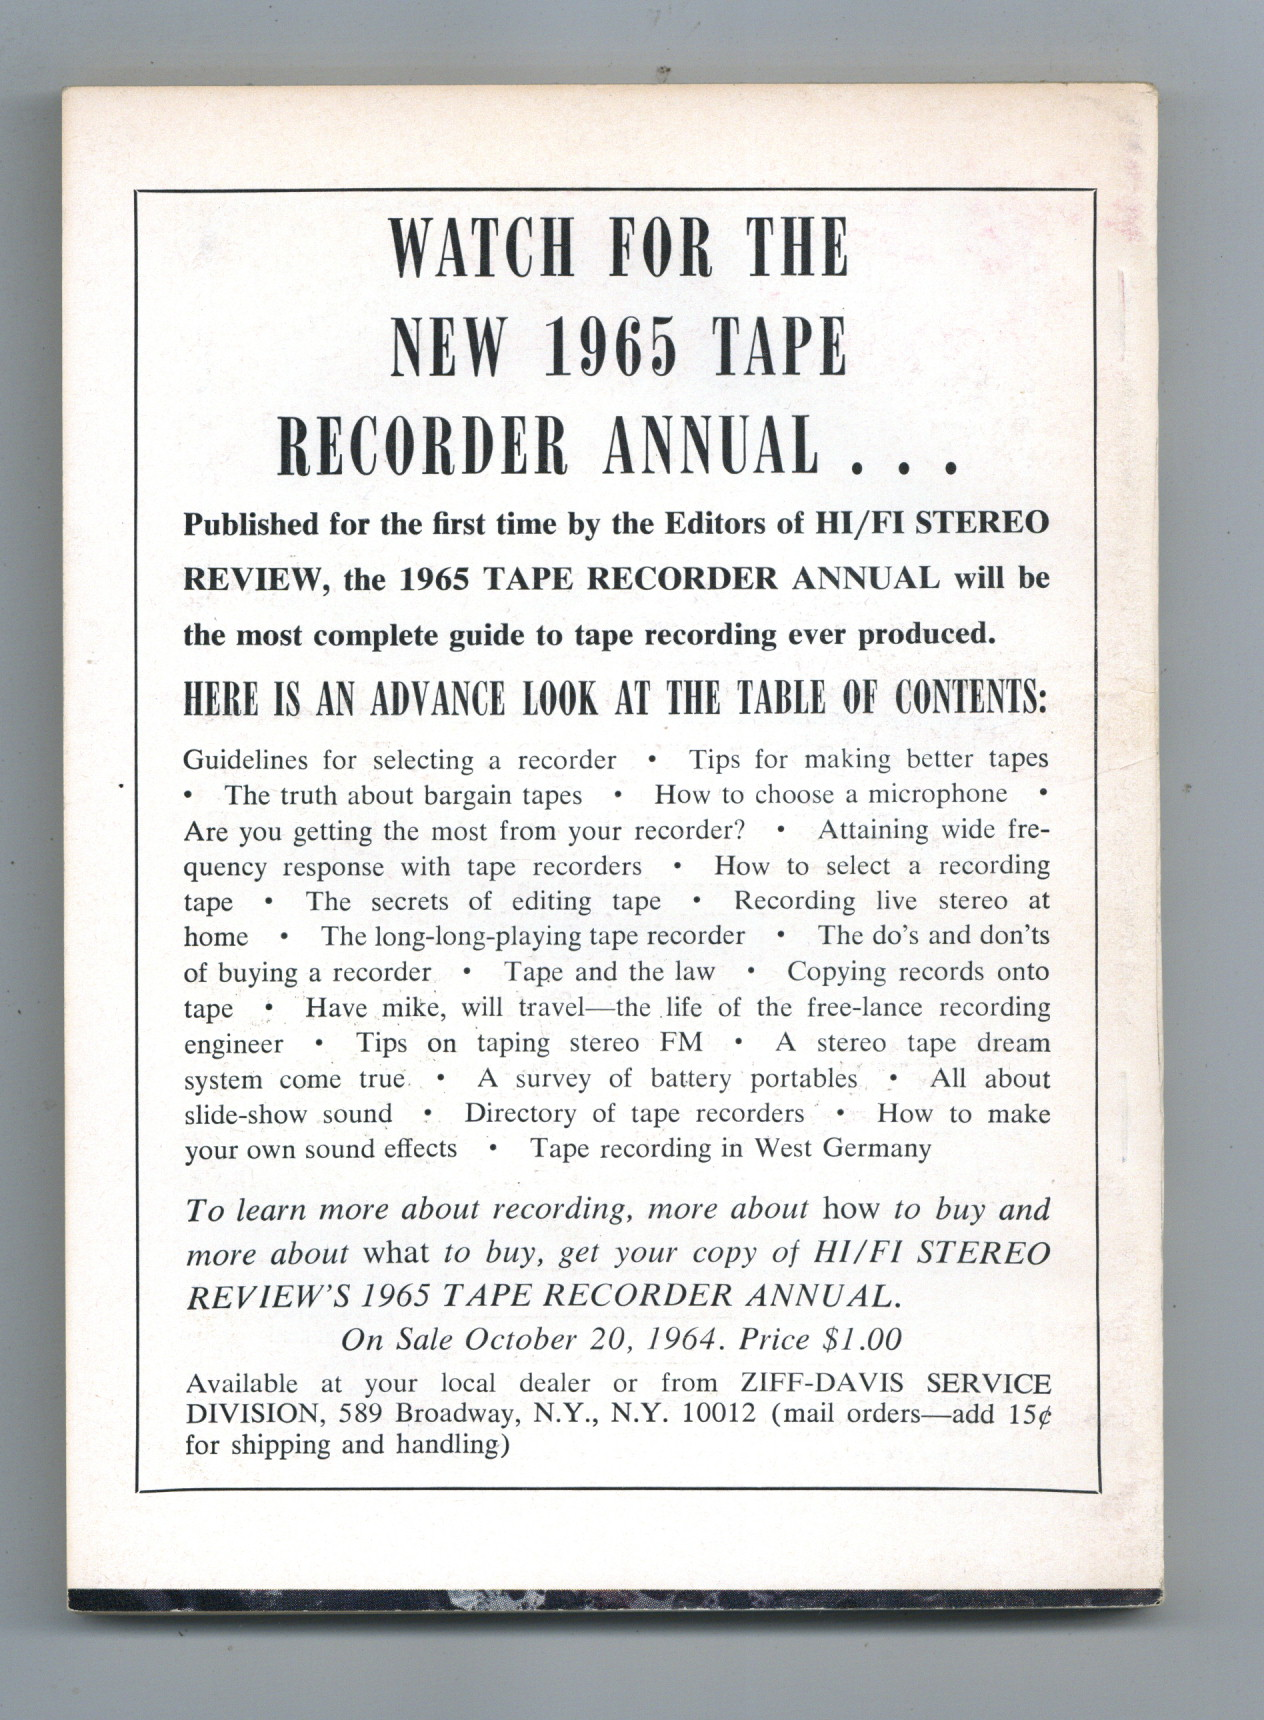 WATCH FOR THE
NEW 1965 TAPE
RECORDER ANNUAL . . .
Published for the first time by the Editors of HI/FI STEREO
REVIEW, the 1965 TAPE RECORDER ANNUAL will be
the most complete guide to tape recording ever produced.
HERE IS AN ADVANCE LOOK AT THE TABLE OF CONTENTS:
Guidelines for selecting a recorder • Tips for making better tapes
• The truth about bargain tapes • How to choose a microphone •
Are you getting the most from your recorder? • Attaining wide fre-
quency response with tape recorders • How to select a recording
tape • The secrets of editing tape • Recording live stereo at
home • The long-long-playing tape recorder • The do's and don'ts
of buying a recorder • Tape and the law • Copying records onto
tape • Have mike, will travel—the life of the free-lance recording
engineer • Tips on taping stereo FM • A stereo tape dream
system come true • A survey of battery portables • All about
slide-show sound • Directory of tape recorders • How to make
your own sound effects • Tape recording in West Germany
To learn more about recording, more about how to buy and
more about what to buy, get your copy of HI/FI STEREO
REVIEW'S 1965 TAPE RECORDER ANNUAL.
On Sale October 20, 1964. Price $1.00
Available at your local dealer or from ZIFF-DAVIS SERVICE
DIVISION, 589 Broadway, N.Y., N.Y. 10012 (mail orders—add 15¢
for shipping and handling)